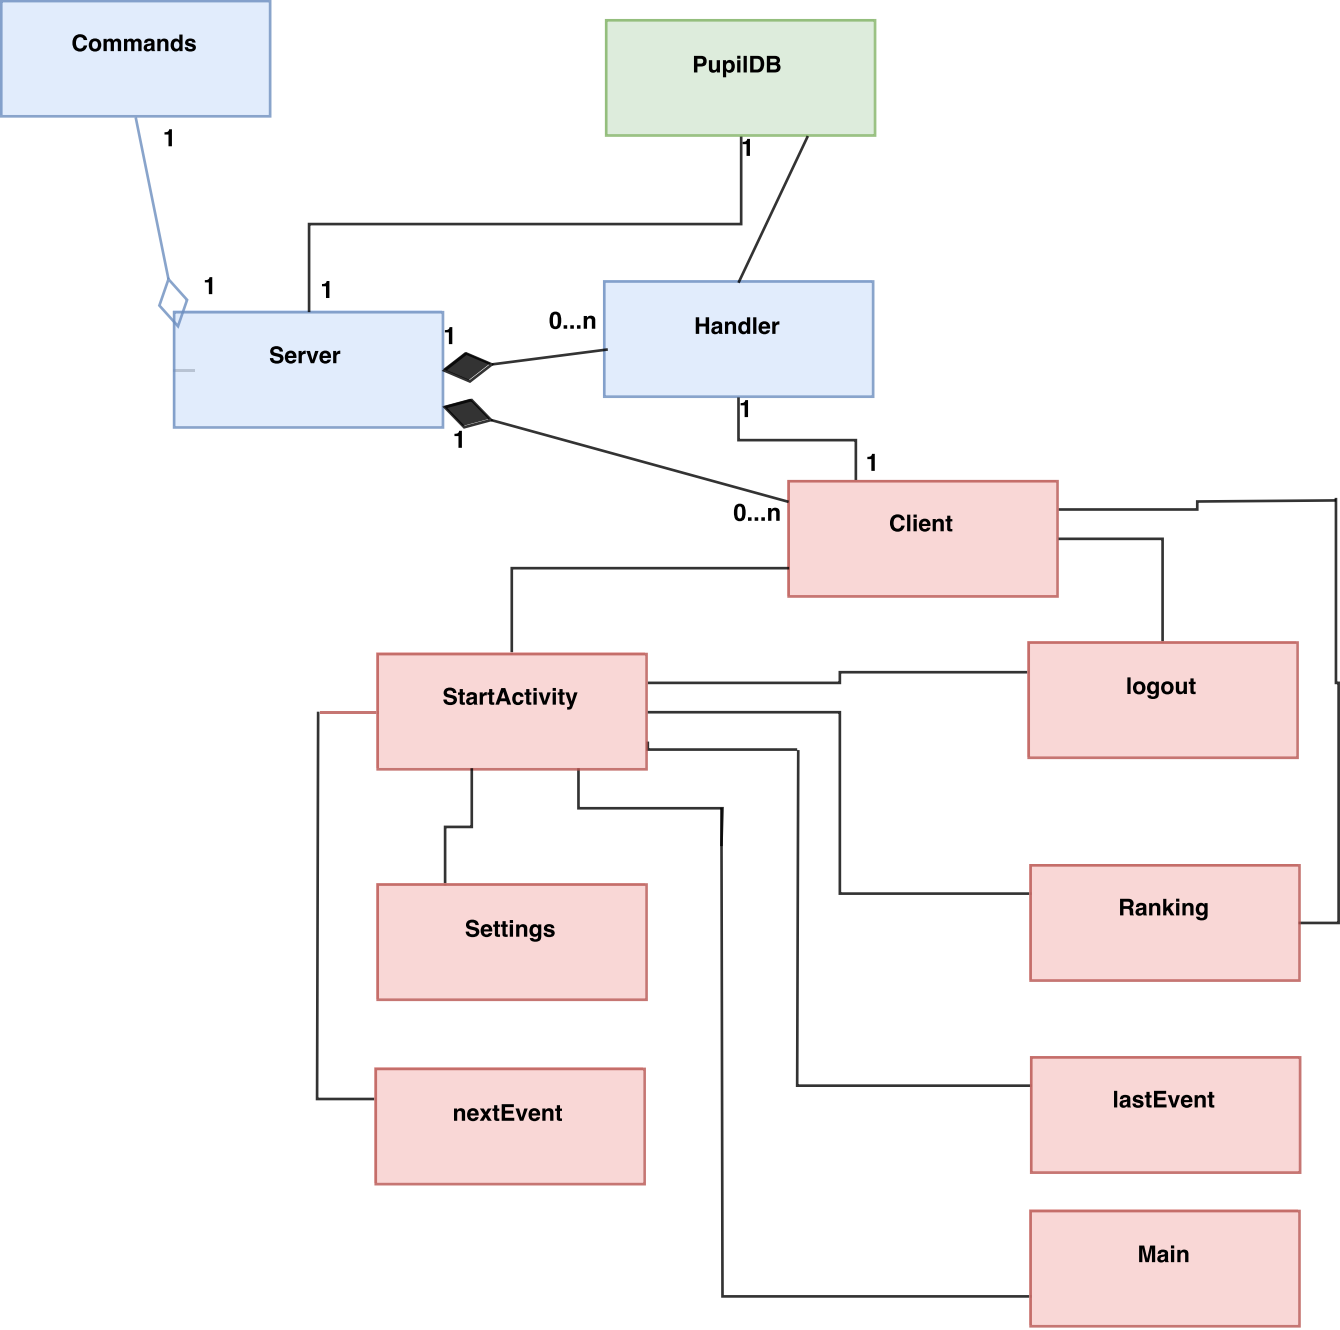 Commands
PupilDB
1
1
1
1
1
0...n
Handler
Server
1
1
1
0...n
Client
logout
StartActivity
Ranking
Settings
lastEvent
nextEvent
Main